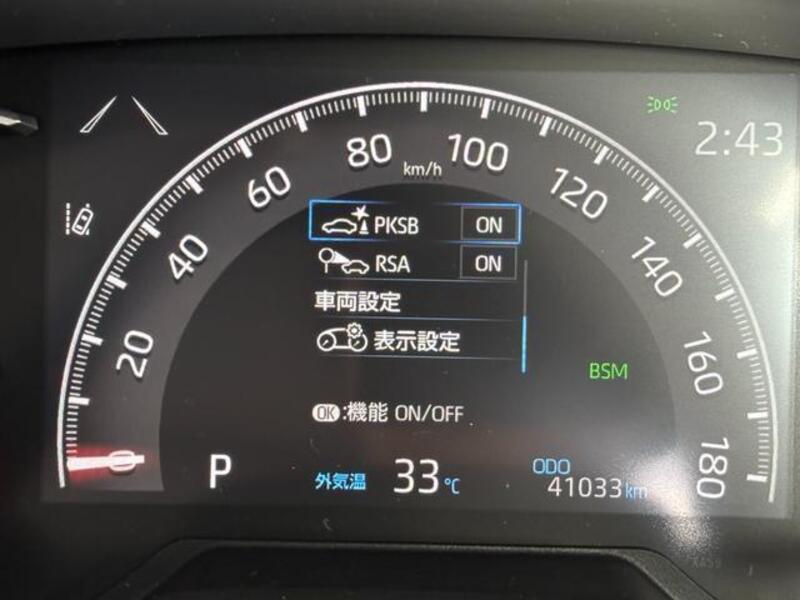 2:43
80
km/h
100
60
120
40
140
20
160
0
180
PKSB ON
RSA ON
車両設定
表示設定
BSM
OK:機能 ON/OFF
P
外気温 33℃
ODO
41033km